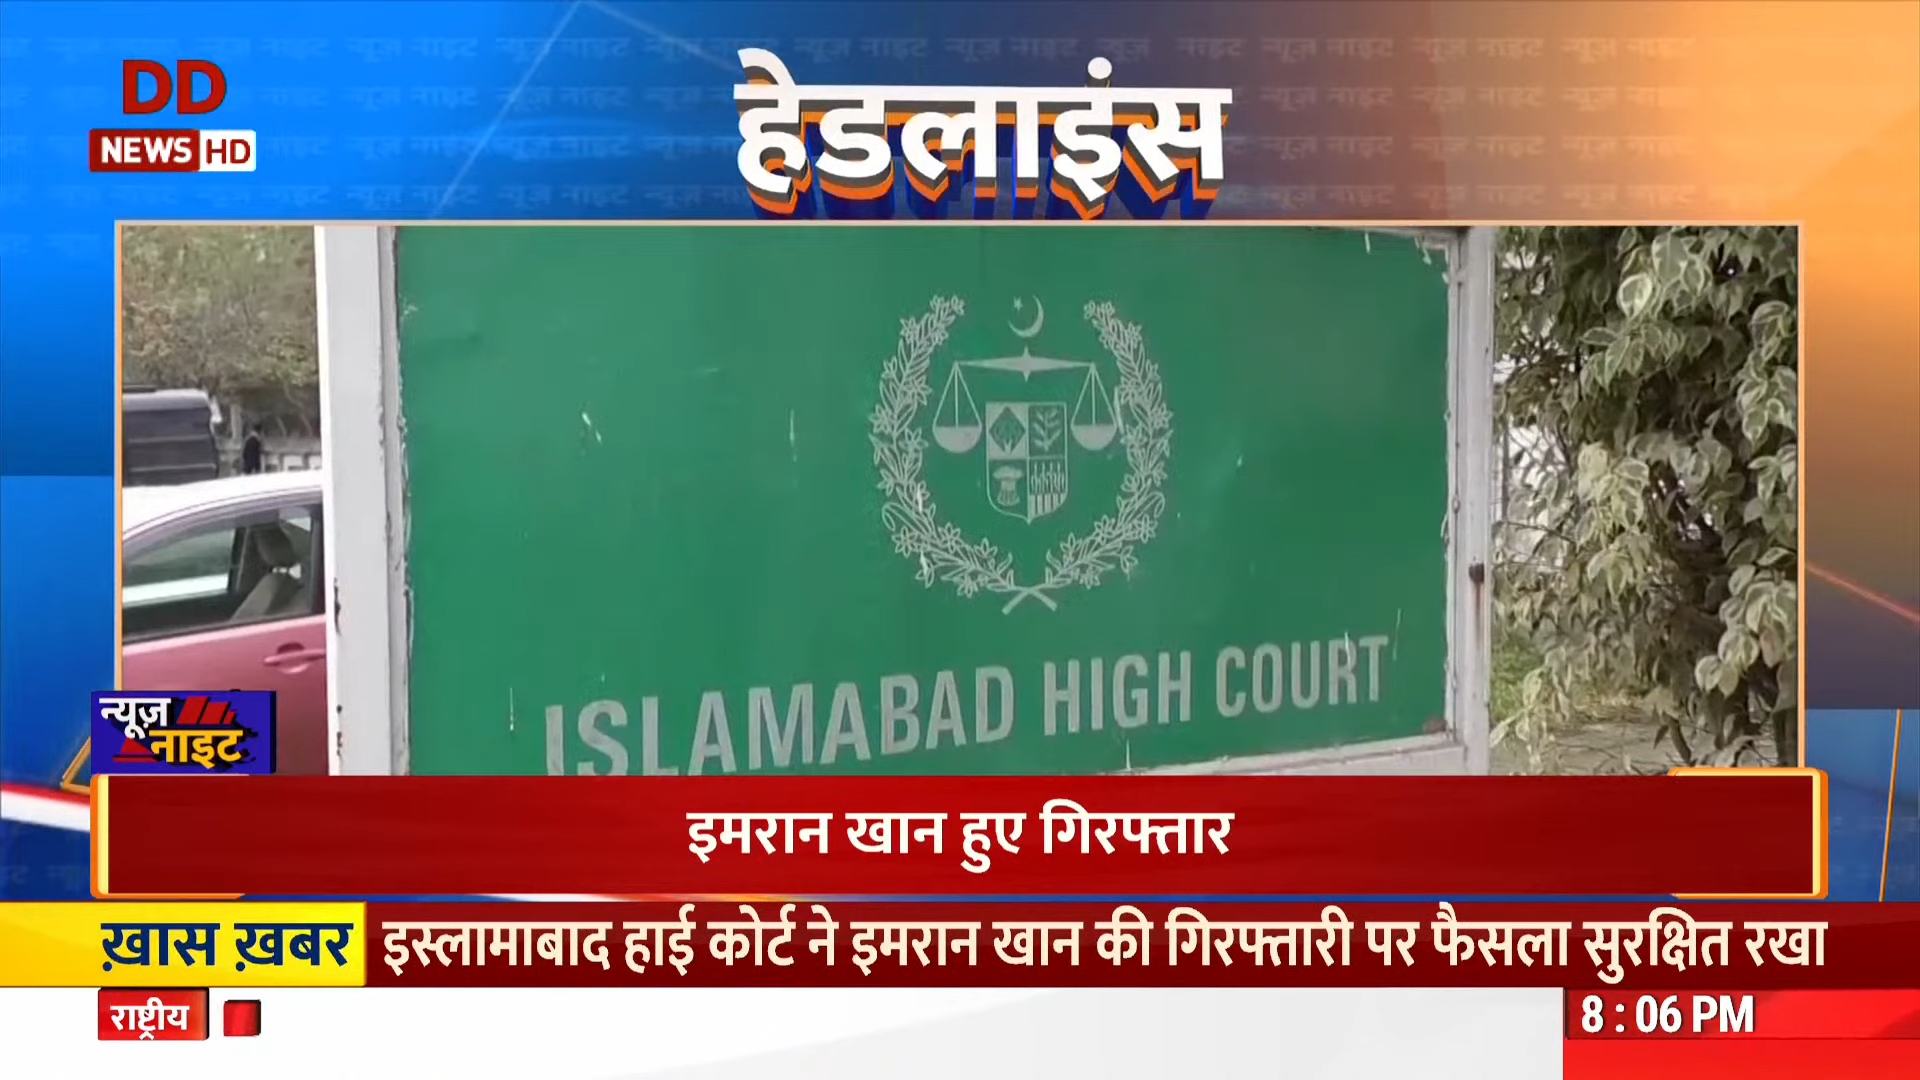 DD
NEWS HD
हेडलाइंस
ISLAMABAD HIGH COURT
न्यूज़
नाइट
इमरान खान हुए गिरफ्तार
ख़ास ख़बर
इस्लामाबाद हाई कोर्ट ने इमरान खान की गिरफ्तारी पर फैसला सुरक्षित रखा
राष्ट्रीय
8 : 06 PM